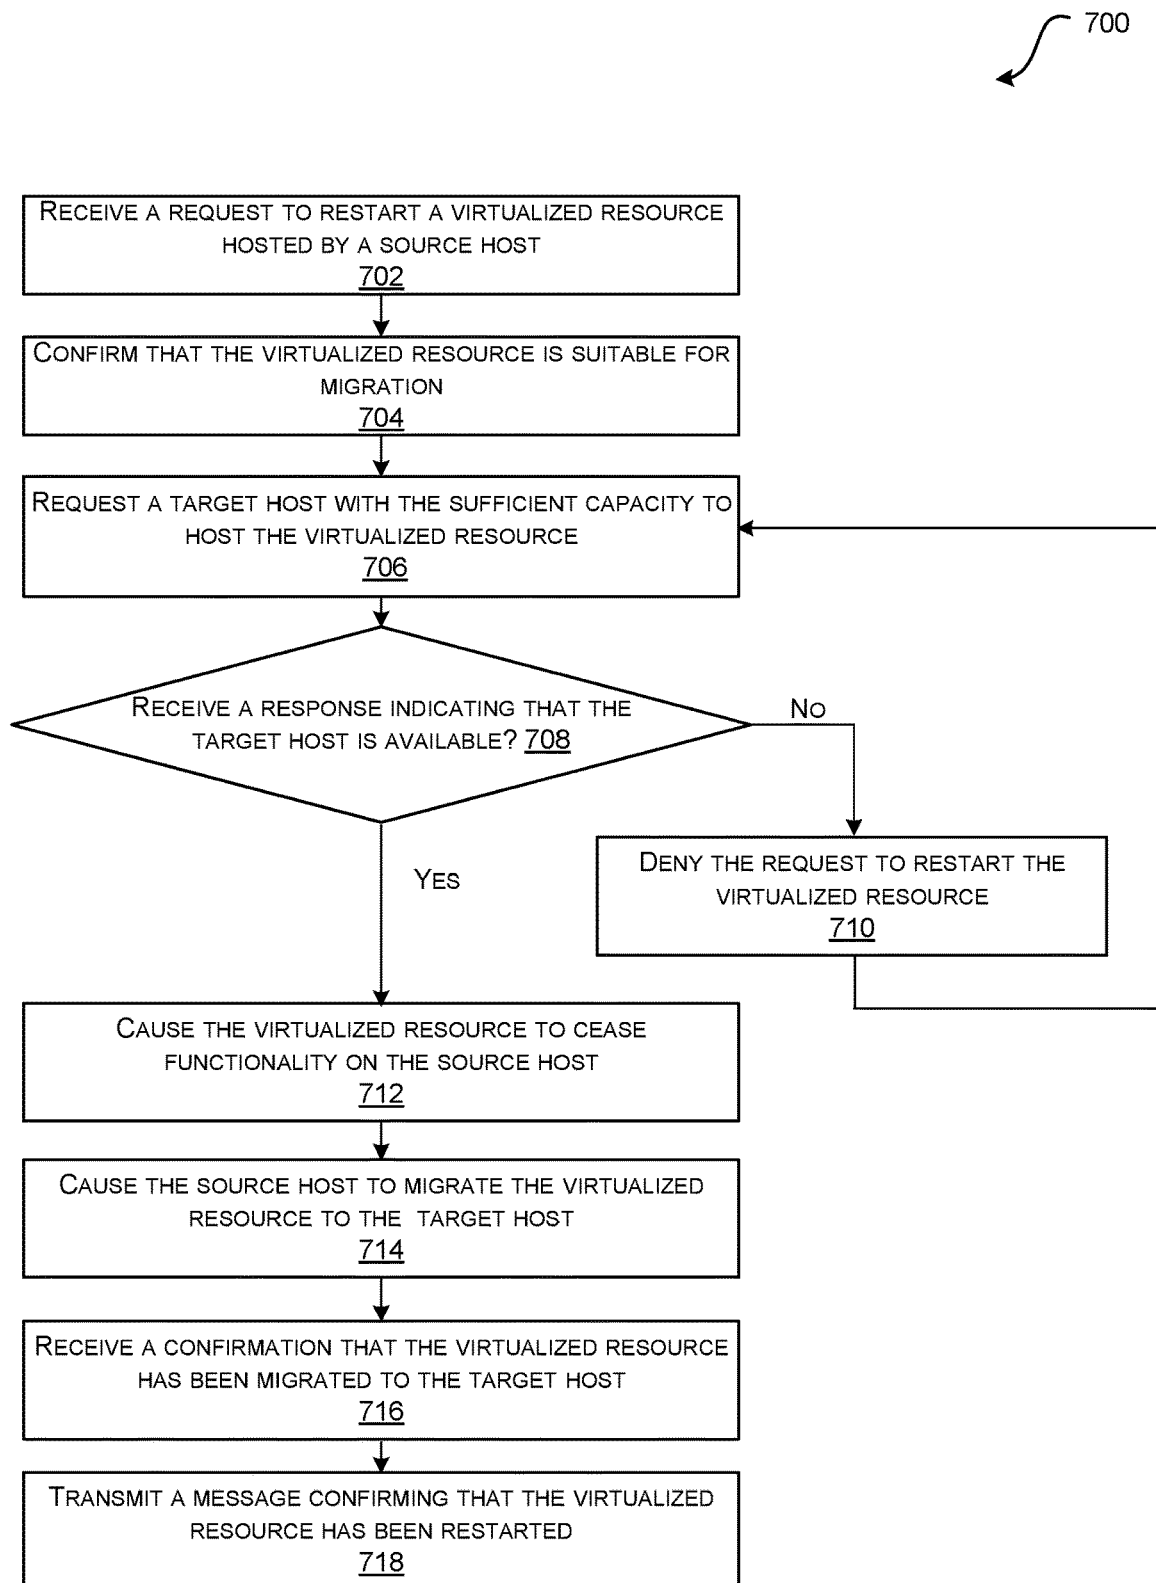 700
RECEIVE A REQUEST TO RESTART A VIRTUALIZED RESOURCE
HOSTED BY A SOURCE HOST
702
CONFIRM THAT THE VIRTUALIZED RESOURCE IS SUITABLE FOR
MIGRATION
704
REQUEST A TARGET HOST WITH THE SUFFICIENT CAPACITY TO
HOST THE VIRTUALIZED RESOURCE
706
RECEIVE A RESPONSE INDICATING THAT THE
TARGET HOST IS AVAILABLE? 708
NO
YES
DENY THE REQUEST TO RESTART THE
VIRTUALIZED RESOURCE
710
CAUSE THE VIRTUALIZED RESOURCE TO CEASE
FUNCTIONALITY ON THE SOURCE HOST
712
CAUSE THE SOURCE HOST TO MIGRATE THE VIRTUALIZED
RESOURCE TO THE TARGET HOST
714
RECEIVE A CONFIRMATION THAT THE VIRTUALIZED RESOURCE
HAS BEEN MIGRATED TO THE TARGET HOST
716
TRANSMIT A MESSAGE CONFIRMING THAT THE VIRTUALIZED
RESOURCE HAS BEEN RESTARTED
718